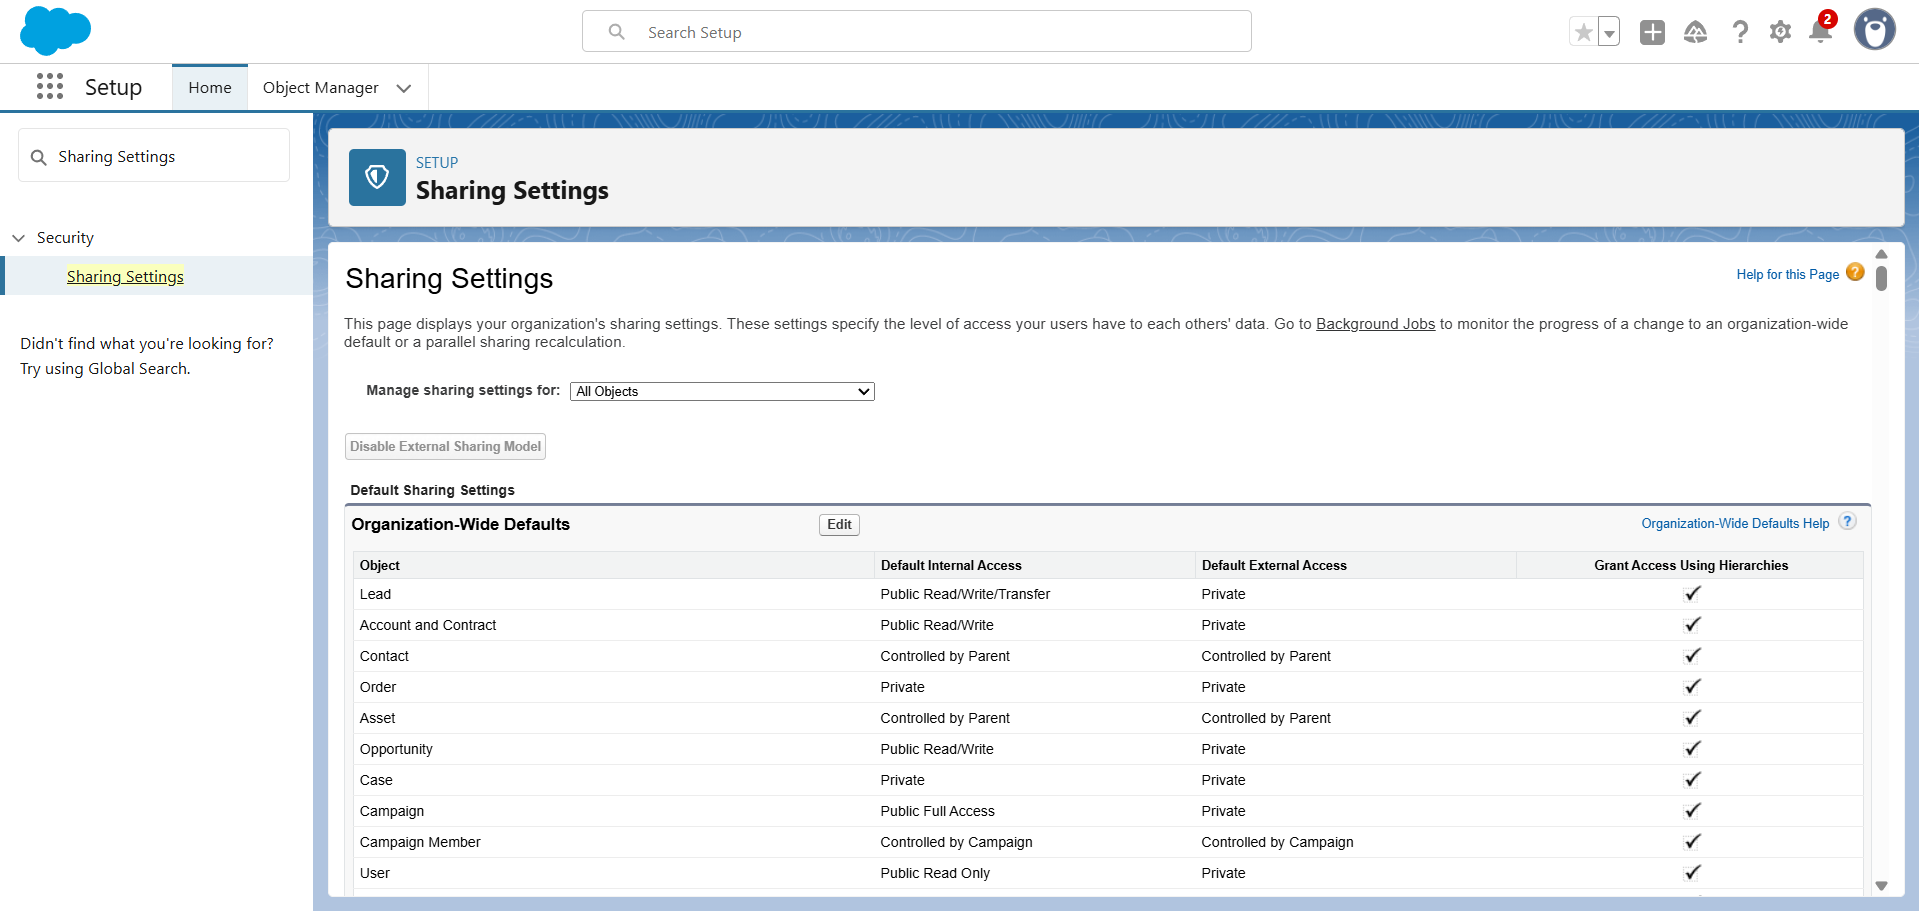 Search Setup
2
Setup
Home
Object Manager
Sharing Settings
Security
Sharing Settings
Didn't find what you're looking for?
Try using Global Search.
SETUP
Sharing Settings
Sharing Settings
Help for this Page ?
This page displays your organization's sharing settings. These settings specify the level of access your users have to each others' data. Go to Background Jobs to monitor the progress of a change to an organization-wide
default or a parallel sharing recalculation.
Manage sharing settings for: All Objects
Disable External Sharing Model
Default Sharing Settings
Organization-Wide Defaults Edit Organization-Wide Defaults Help ?
Object Default Internal Access Default External Access Grant Access Using Hierarchies
Lead Public Read/Write/Transfer Private
Account and Contract Public Read/Write Private
Contact Controlled by Parent Controlled by Parent
Order Private Private
Asset Controlled by Parent Controlled by Parent
Opportunity Public Read/Write Private
Case Private Private
Campaign Public Full Access Private
Campaign Member Controlled by Campaign Controlled by Campaign
User Public Read Only Private